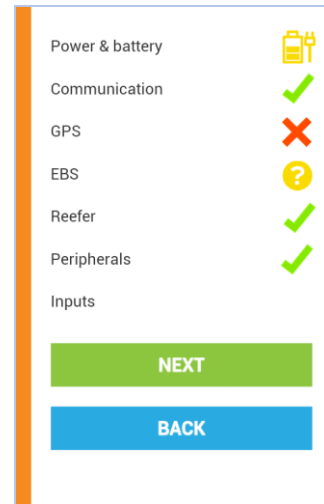 Power & battery
Communication
GPS
EBS
?
Reefer
Peripherals
Inputs
NEXT
BACK